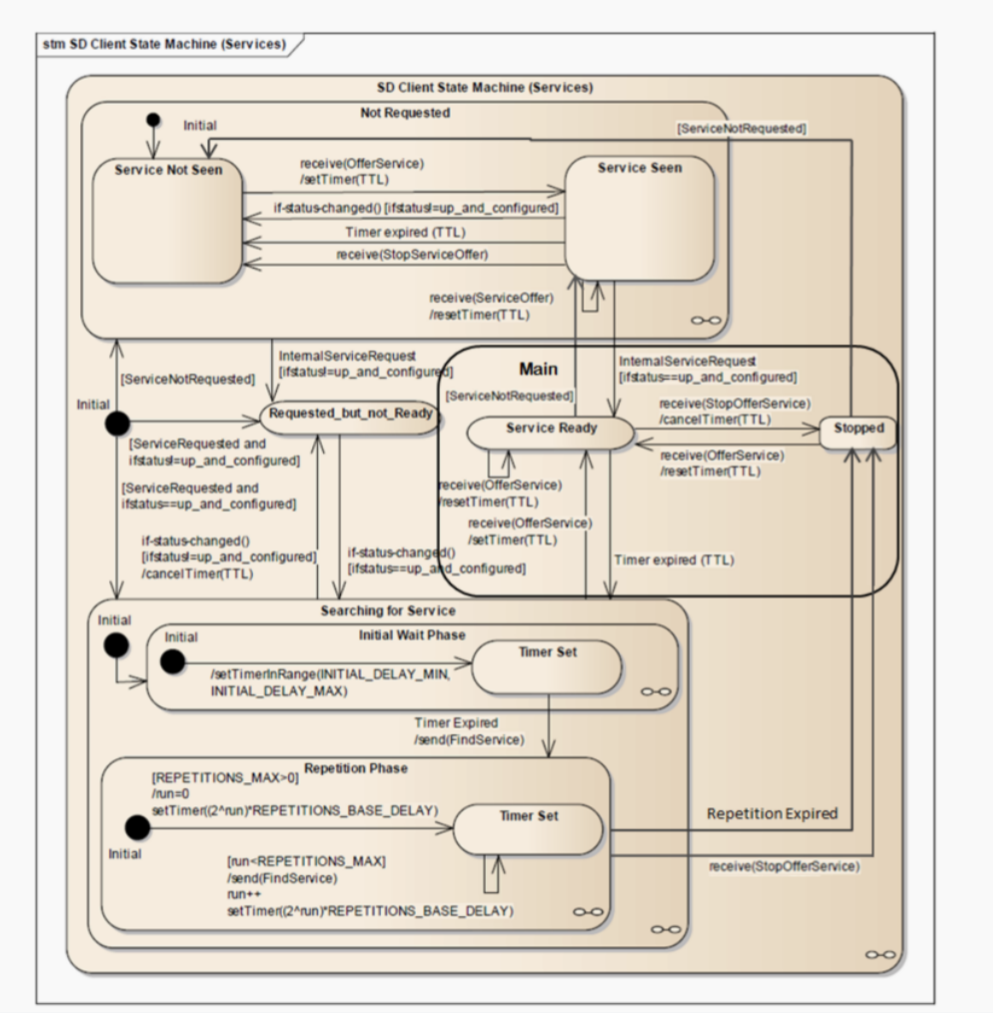 stm SD Client State Machine (Services)
SD Client State Machine (Services)
Not Requested
Initial
[ServiceNotRequested]
Service Not Seen
receive(OfferService)
/setTimer(TTL)
Service Seen
if-status-changed() [ifstatus!=up_and_configured]
Timer expired (TTL)
receive(StopServiceOffer)
receive(ServiceOffer)
/resetTimer(TTL)
InternalServiceRequest
[ifstatus!=up_and_configured]
[ServiceNotRequested]
Initial
Requested_but_not_Ready
[ServiceRequested and
ifstatus!=up_and_configured]
[ServiceRequested and
ifstatus==up_and_configured]
if-status-changed()
[ifstatus!=up_and_configured]
/cancelTimer(TTL)
if-status-changed()
[ifstatus==up_and_configured]
Main
InternalServiceRequest
[ifstatus==up_and_configured]
[ServiceNotRequested]
receive(StopOfferService)
/cancelTimer(TTL)
Service Ready
Stopped
receive(OfferService)
/resetTimer(TTL)
receive(OfferService)
/resetTimer(TTL)
receive(OfferService)
/setTimer(TTL)
Timer expired (TTL)
Searching for Service
Initial
Initial Wait Phase
Initial
Timer Set
/setTimerInRange(INITIAL_DELAY_MIN,
INITIAL_DELAY_MAX)
Timer Expired
/send(FindService)
Repetition Phase
[REPETITIONS_MAX>0]
/run=0
setTimer((2^run)*REPETITIONS_BASE_DELAY)
Initial
Timer Set
Repetition Expired
[run<REPETITIONS_MAX]
/send(FindService)
run++
setTimer((2^run)*REPETITIONS_BASE_DELAY)
receive(StopOfferService)